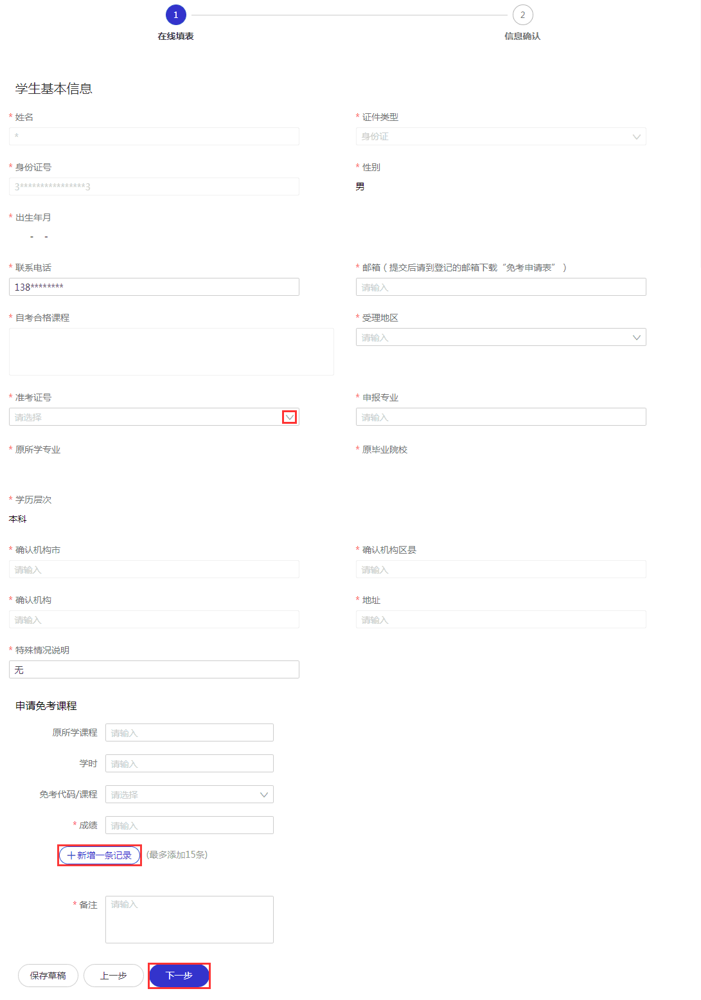 1
2
在线填表
信息确认
学生基本信息
* 姓名
* 证件类型
*
身份证
* 身份证号
* 性别
3****************3
男
* 出生年月
- -
* 联系电话
* 邮箱（提交后请到登记的邮箱下载“免考申请表”）
138********
请输入
* 自考合格课程
* 受理地区
请输入
* 准考证号
* 申报专业
请选择
请输入
* 原所学专业
* 原毕业院校
* 学历层次
本科
* 确认机构市
* 确认机构区县
请输入
请输入
* 确认机构
* 地址
请输入
请输入
* 特殊情况说明
无
申请免考课程
原所学课程 请输入
学时 请输入
免考代码/课程 请选择
* 成绩 请输入
+新增一条记录 (最多添加15条)
* 备注 请输入
保存草稿 上一步 下一步